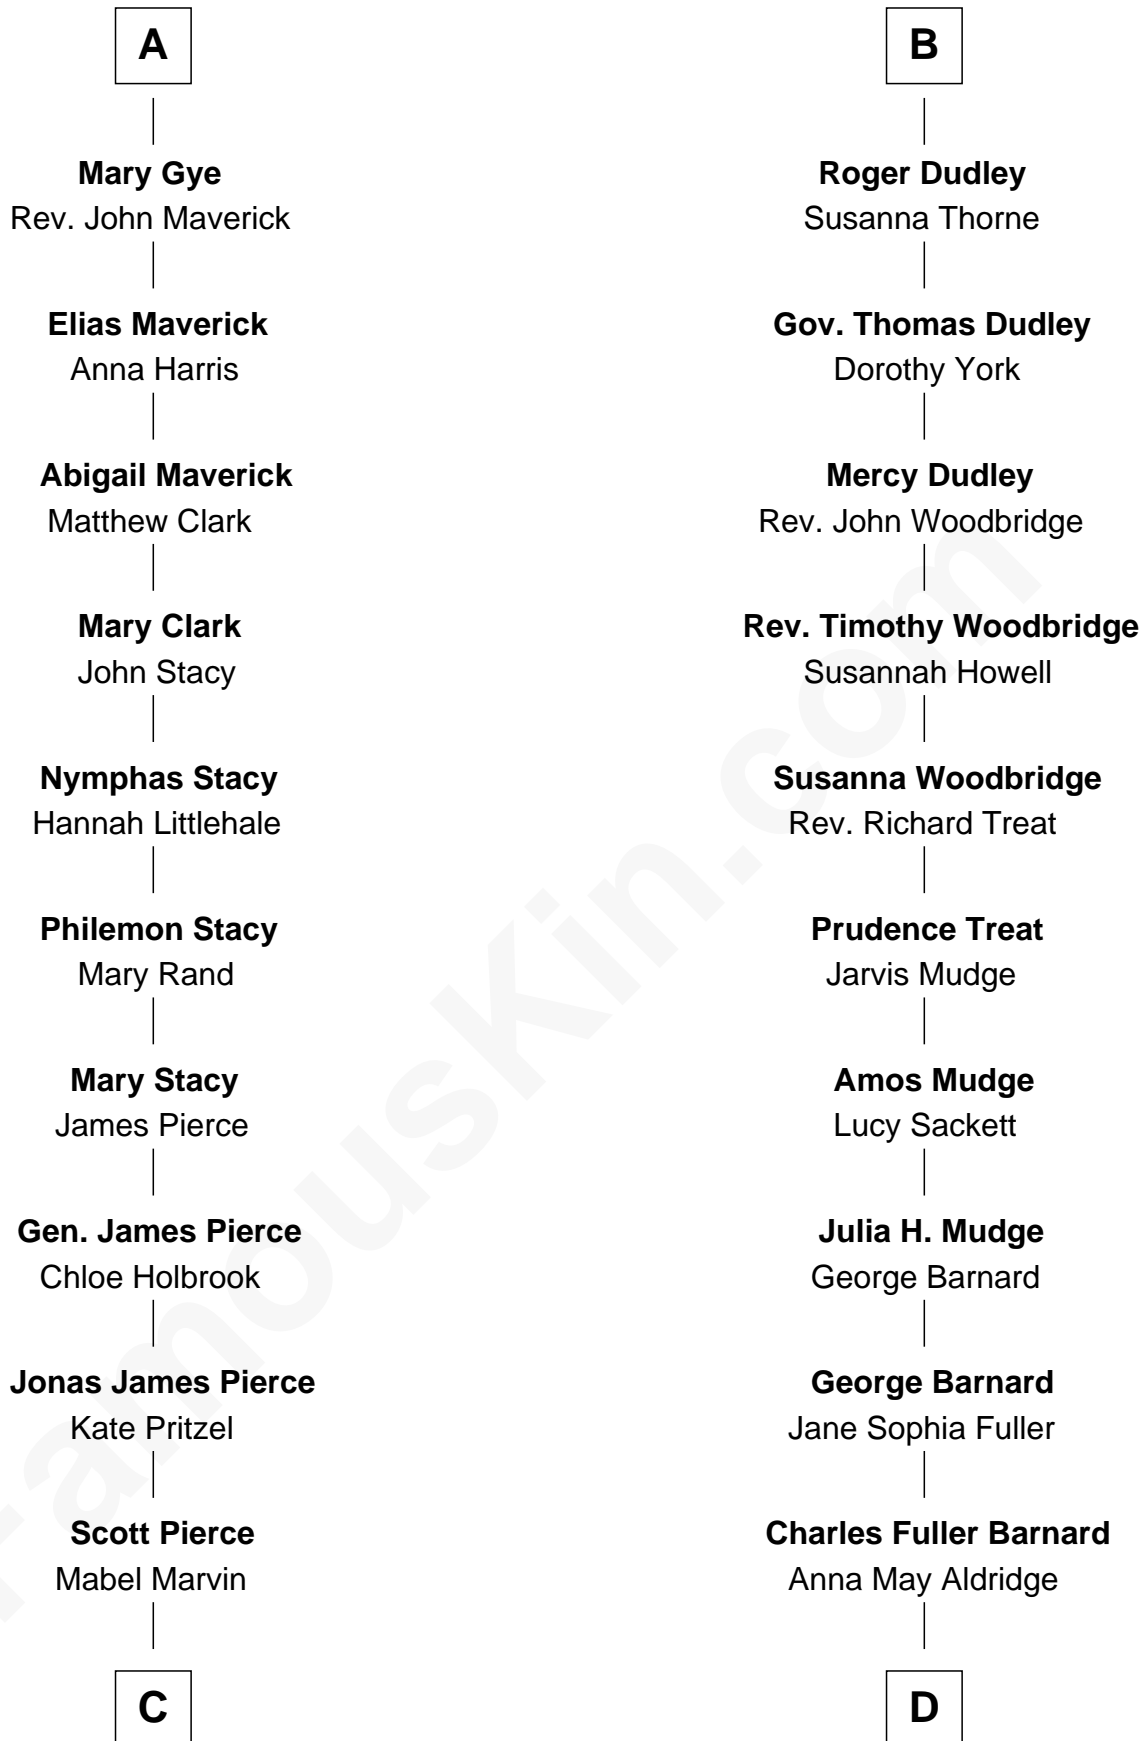 A
Mary Gye
Rev. John Maverick
Elias Maverick
Anna Harris
Abigail Maverick
Matthew Clark
Mary Clark
John Stacy
Nymphas Stacy
Hannah Littlehale
Philemon Stacy
Mary Rand
Mary Stacy
James Pierce
Gen. James Pierce
Chloe Holbrook
Jonas James Pierce
Kate Pritzel
Scott Pierce
Mabel Marvin
C
B
Roger Dudley
Susanna Thorne
Gov. Thomas Dudley
Dorothy York
Mercy Dudley
Rev. John Woodbridge
Rev. Timothy Woodbridge
Susannah Howell
Susanna Woodbridge
Rev. Richard Treat
Prudence Treat
Jarvis Mudge
Amos Mudge
Lucy Sackett
Julia H. Mudge
George Barnard
George Barnard
Jane Sophia Fuller
Charles Fuller Barnard
Anna May Aldridge
D
FamousKin.com